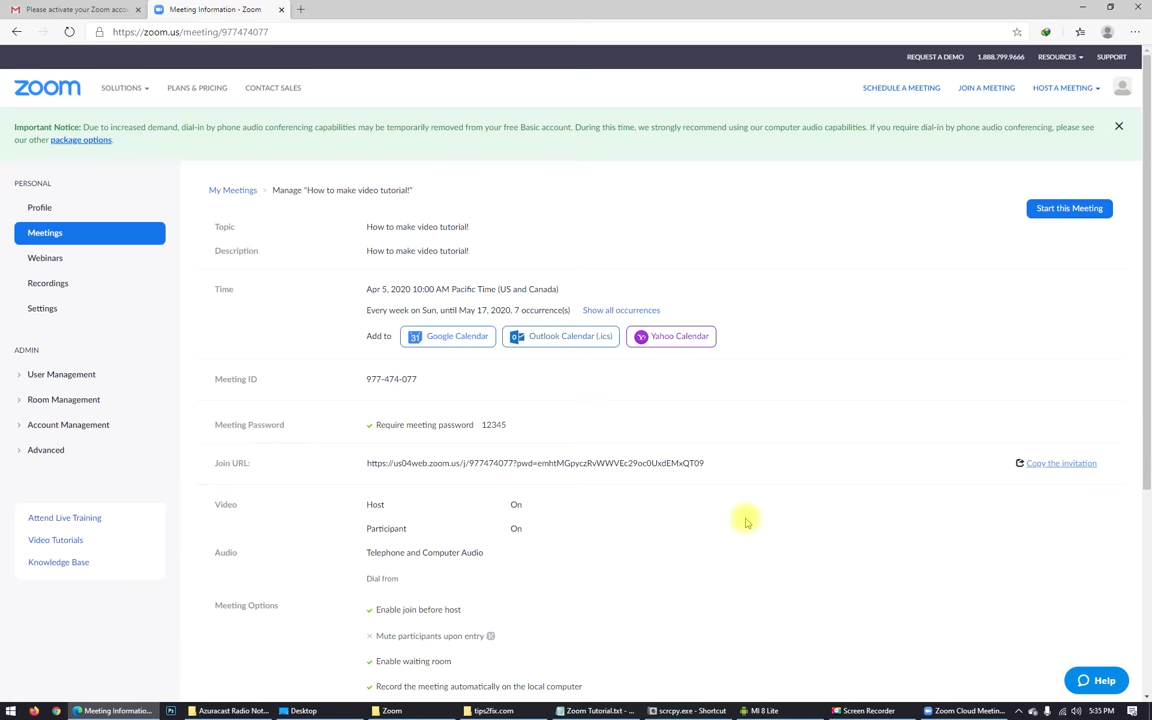 Please activate your Zoom accou
Meeting Information - Zoom
https://zoom.us/meeting/977474077
REQUEST A DEMO 1.888.799.9666 RESOURCES SUPPORT
zoom SOLUTIONS PLANS & PRICING CONTACT SALES SCHEDULE A MEETING JOIN A MEETING HOST A MEETING
Important Notice: Due to increased demand, dial-in by phone audio conferencing capabilities may be temporarily removed from your free Basic account. During this time, we strongly recommend using our computer audio capabilities. If you require dial-in by phone audio conferencing, please see
our other package options.
PERSONAL
Profile
Meetings
Webinars
Recordings
Settings
ADMIN
User Management
Room Management
Account Management
Advanced
Attend Live Training
Video Tutorials
Knowledge Base
My Meetings > Manage "How to make video tutorial!"
Start this Meeting
Topic How to make video tutorial!
Description How to make video tutorial!
Time Apr 5, 2020 10:00 AM Pacific Time (US and Canada)
Every week on Sun, until May 17, 2020, 7 occurrence(s) Show all occurrences
Add to 31 Google Calendar Outlook Calendar (.ics) Yahoo Calendar
Meeting ID 977-474-077
Meeting Password Require meeting password 12345
Join URL: https://us04web.zoom.us/j/977474077?pwd=emhtMGpyczRvWWVEc29oc0UxdEMxQT09 Copy the invitation
Video Host On
Participant On
Audio Telephone and Computer Audio
Dial from
Meeting Options Enable join before host
Mute participants upon entry
Enable waiting room
Record the meeting automatically on the local computer
Help
Meeting Informatio... Azuracast Radio Not... Desktop Zoom tips2fix.com Zoom Tutorial.txt - ... scrcpy.exe - Shortcut MI 8 Lite Screen Recorder Zoom Cloud Meetin... 5:35 PM